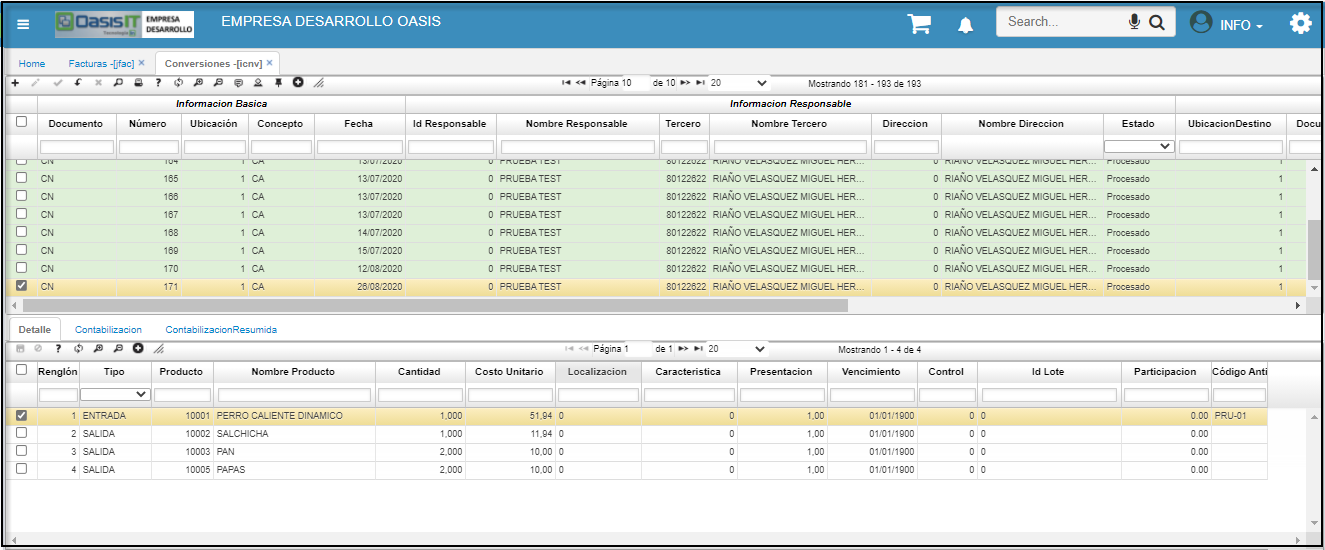 OasisIT Tecnología EMPRESA DESARROLLO EMPRESA DESARROLLO OASIS Search... INFO
Home Facturas -[jfac] × Conversiones -[icnv] ×
Página 10 de 10 20 Mostrando 181 - 193 de 193
Informacion Basica Informacion Responsable
Documento Número Ubicación Concepto Fecha Id Responsable Nombre Responsable Tercero Nombre Tercero Direccion Nombre Direccion Estado UbicacionDestino Docu
CN 164 1 CA 13/07/2020 0 PRUEBA TEST 80122622 RIAÑO VELASQUEZ MIGUEL HER... 0 RIAÑO VELASQUEZ MIGUEL HER... Procesado 1
CN 165 1 CA 13/07/2020 0 PRUEBA TEST 80122622 RIAÑO VELASQUEZ MIGUEL HER... 0 RIAÑO VELASQUEZ MIGUEL HER... Procesado 1
CN 166 1 CA 13/07/2020 0 PRUEBA TEST 80122622 RIAÑO VELASQUEZ MIGUEL HER... 0 RIAÑO VELASQUEZ MIGUEL HER... Procesado 1
CN 167 1 CA 13/07/2020 0 PRUEBA TEST 80122622 RIAÑO VELASQUEZ MIGUEL HER... 0 RIAÑO VELASQUEZ MIGUEL HER... Procesado 1
CN 168 1 CA 14/07/2020 0 PRUEBA TEST 80122622 RIAÑO VELASQUEZ MIGUEL HER... 0 RIAÑO VELASQUEZ MIGUEL HER... Procesado 1
CN 169 1 CA 15/07/2020 0 PRUEBA TEST 80122622 RIAÑO VELASQUEZ MIGUEL HER... 0 RIAÑO VELASQUEZ MIGUEL HER... Procesado 1
CN 170 1 CA 12/08/2020 0 PRUEBA TEST 80122622 RIAÑO VELASQUEZ MIGUEL HER... 0 RIAÑO VELASQUEZ MIGUEL HER... Procesado 1
CN 171 1 CA 26/08/2020 0 PRUEBA TEST 80122622 RIAÑO VELASQUEZ MIGUEL HER... 0 RIAÑO VELASQUEZ MIGUEL HER... Procesado 1
Detalle Contabilizacion ContabilizacionResumida
Página 1 de 1 20 Mostrando 1 - 4 de 4
Renglón Tipo Producto Nombre Producto Cantidad Costo Unitario Localizacion Caracteristica Presentacion Vencimiento Control Id Lote Participacion Código Anti
1 ENTRADA 10001 PERRO CALIENTE DINAMICO 1,000 51,94 0 0 1,00 01/01/1900 0 0 0.00 PRU-01
2 SALIDA 10002 SALCHICHA 1,000 11,94 0 0 1,00 01/01/1900 0 0 0.00
3 SALIDA 10003 PAN 2,000 10,00 0 0 1,00 01/01/1900 0 0 0.00
4 SALIDA 10005 PAPAS 2,000 10,00 0 0 1,00 01/01/1900 0 0 0.00